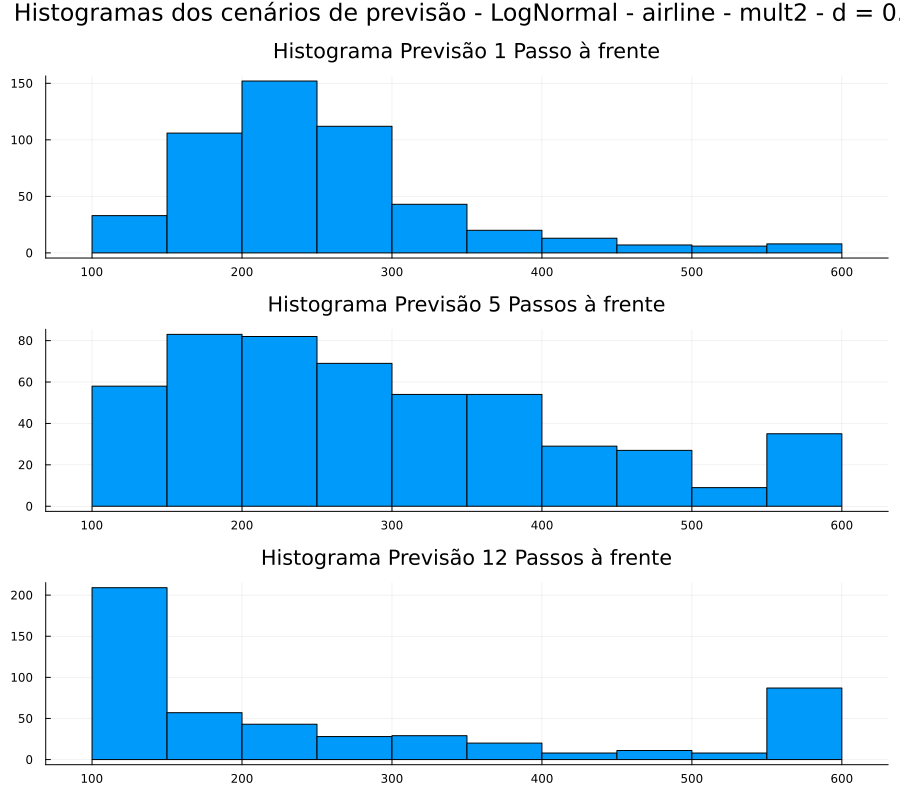 Histogramas dos cenários de previsão - LogNormal - airline - mult2 - d = 0.
Histograma Previsão 1 Passo à frente
150
100
50
0
100 200 300 400 500 600
Histograma Previsão 5 Passos à frente
80
60
40
20
0
100 200 300 400 500 600
Histograma Previsão 12 Passos à frente
200
150
100
50
0
100 200 300 400 500 600